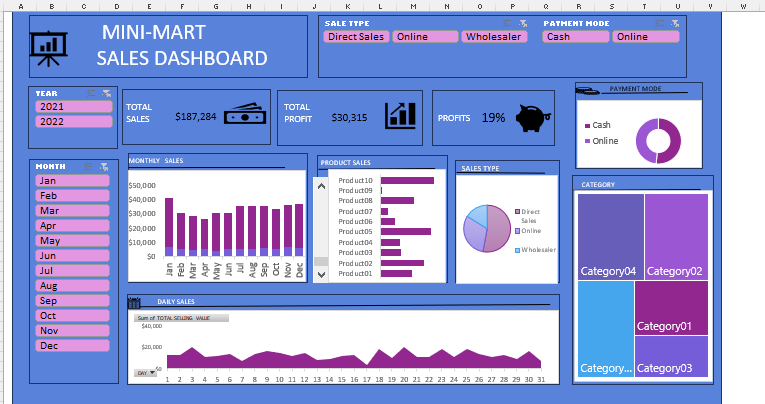 A B C D E F G H I J K L M N O P Q R S T U V W
MINI-MART
SALES DASHBOARD
SALE TYPE
Direct Sales Online Wholesaler
PAYMENT MODE
Cash Online
YEAR
2021
2022
TOTAL
SALES
$187,284
TOTAL
PROFIT
$30,315
PROFITS 19%
PAYMENT MODE
Cash
Online
MONTH
Jan
Feb
Mar
Apr
May
Jun
Jul
Aug
Sep
Oct
Nov
Dec
MONTHLY SALES
$50,000
$40,000
$30,000
$20,000
$10,000
$0
Jan Feb Mar Apr May Jun Jul Aug Sep Oct Nov Dec
PRODUCT SALES
Product10
Product09
Product08
Product07
Product06
Product05
Product04
Product03
Product02
Product01
SALES TYPE
Direct
Sales
Online
Wholesaler
CATEGORY
Category04
Category02
Category01
Category...
Category03
DAILY SALES
Sum of TOTAL SELLING VALUE
$40,000
$20,000
$0
DAY
1 2 3 4 5 6 7 8 9 10 11 12 13 14 15 16 17 18 19 20 21 22 23 24 25 26 27 28 29 30 31